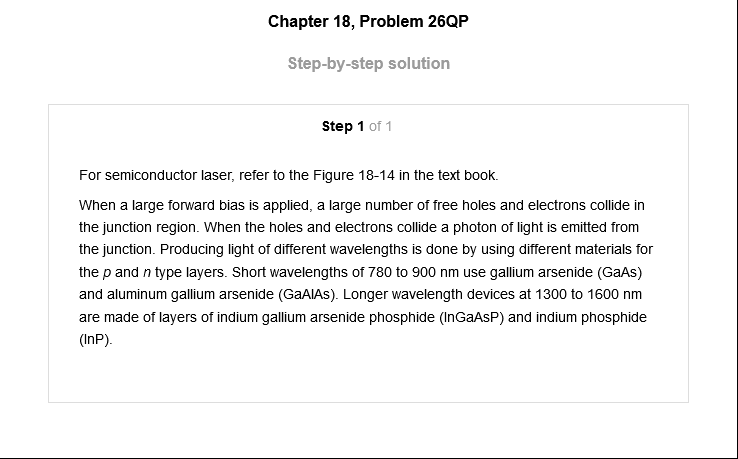 Chapter 18, Problem 26QP
Step-by-step solution
Step 1 of 1
For semiconductor laser, refer to the Figure 18-14 in the text book.
When a large forward bias is applied, a large number of free holes and electrons collide in
the junction region. When the holes and electrons collide a photon of light is emitted from
the junction. Producing light of different wavelengths is done by using different materials for
the p and n type layers. Short wavelengths of 780 to 900 nm use gallium arsenide (GaAs)
and aluminum gallium arsenide (GaAlAs). Longer wavelength devices at 1300 to 1600 nm
are made of layers of indium gallium arsenide phosphide (InGaAsP) and indium phosphide
(InP).